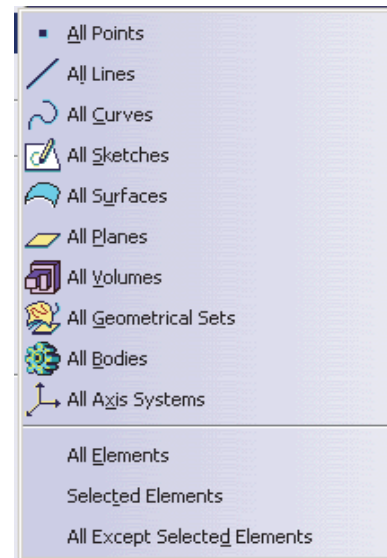 All Points
All Lines
All Curves
All Sketches
All Surfaces
All Planes
All Volumes
All Geometrical Sets
All Bodies
All Axis Systems
All Elements
Selected Elements
All Except Selected Elements